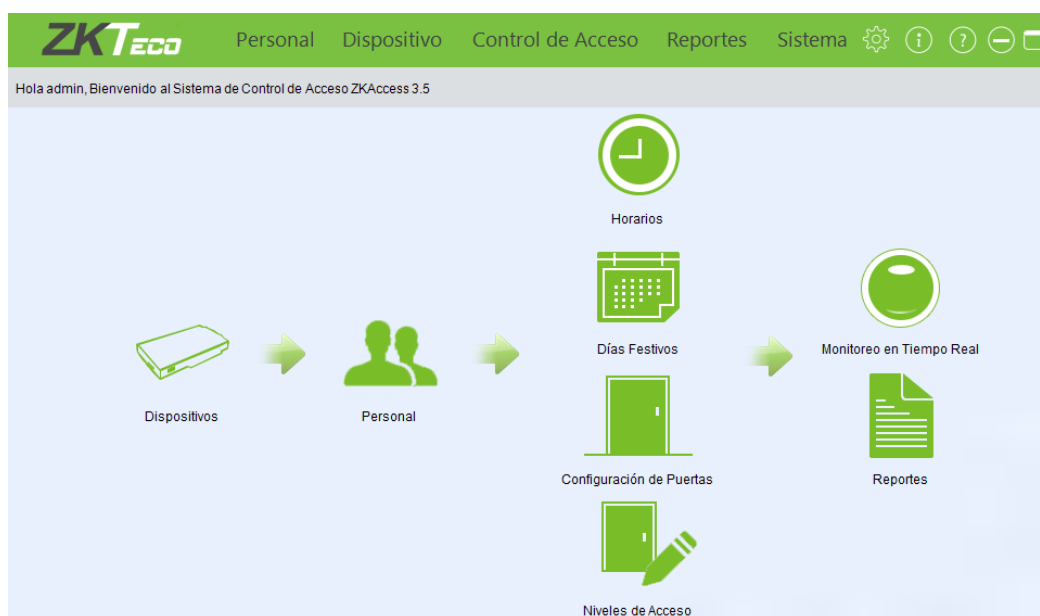 ZKTeco Personal Dispositivo Control de Acceso Reportes Sistema
Hola admin, Bienvenido al Sistema de Control de Acceso ZKAccess 3.5
Horarios
Días Festivos
Monitoreo en Tiempo Real
Dispositivos
Personal
Configuración de Puertas
Reportes
Niveles de Acceso